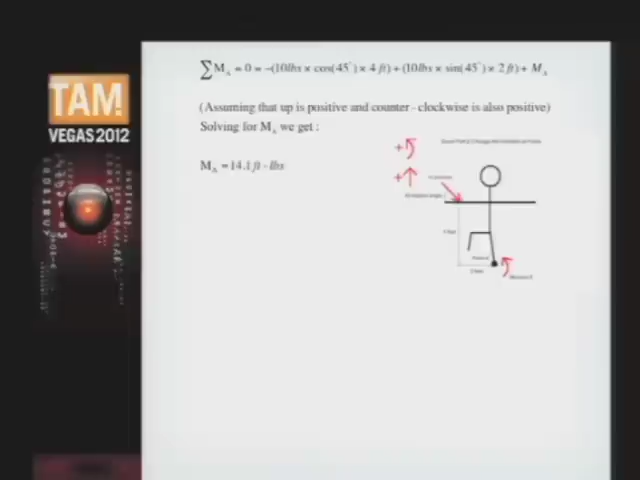 ∑M_A = 0 = -(10lbs × cos(45°) × 4 ft) + (10lbs × sin(45°) × 2 ft) + M_A
(Assuming that up is positive and counter - clockwise is also positive)
Solving for M_A we get :
M_A = 14.1 ft - lbs
TAM!
VEGAS 2012
+
+